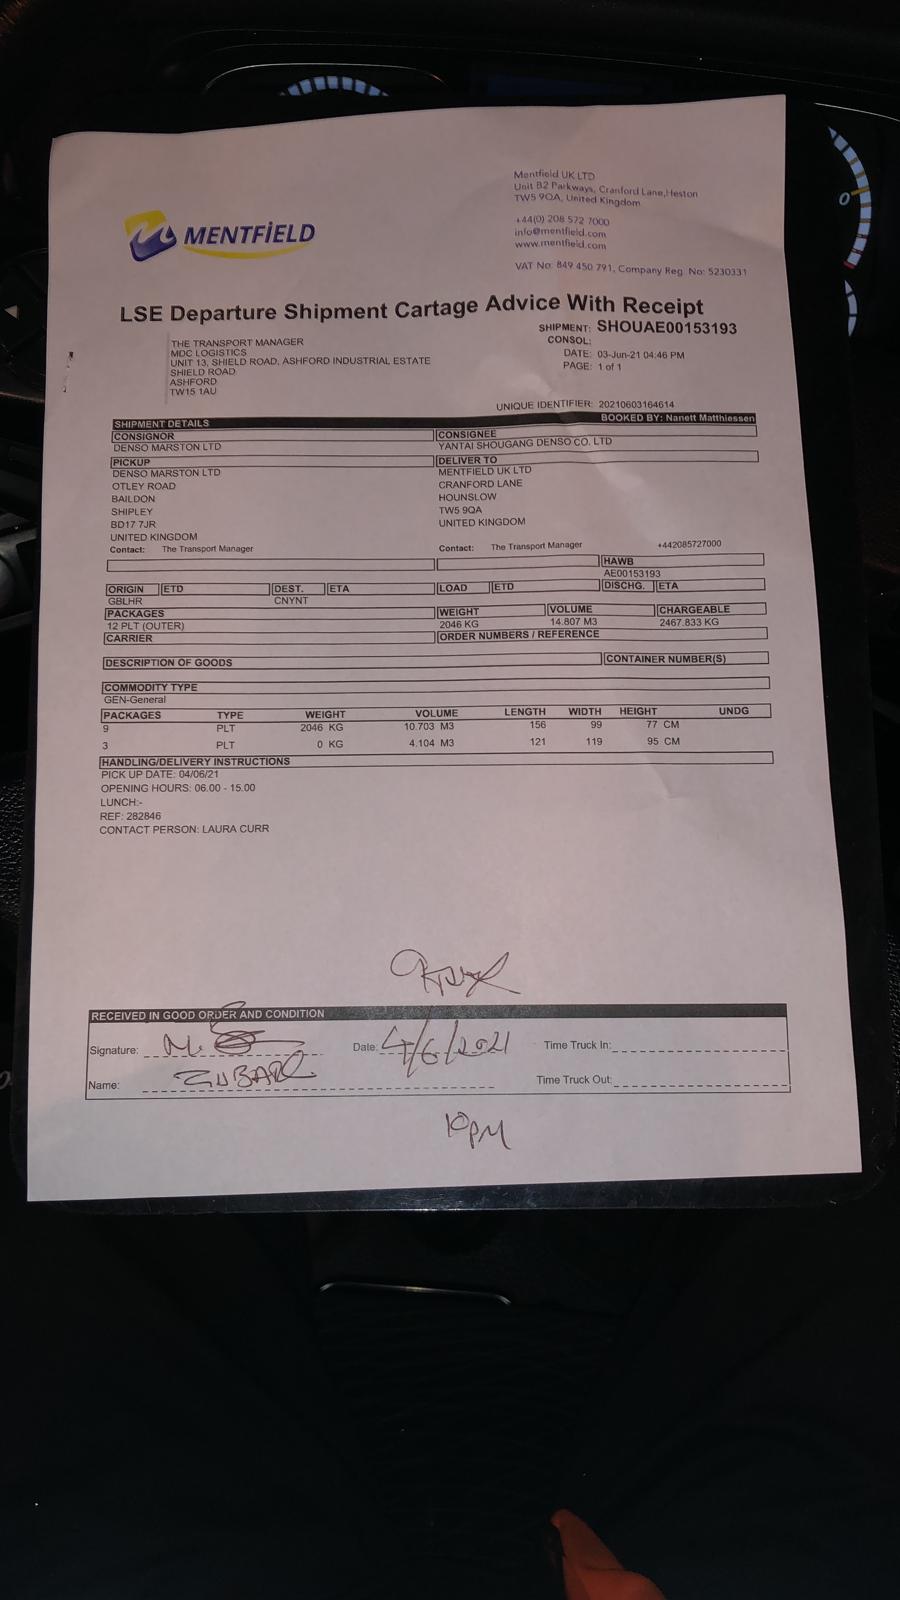 Mentfield UK LTD
Unit B2 Parkways, Cranford Lane,Heston
TW5 9QA, United Kingdom
+44(0) 208 572 7000
info@mentfield.com
www.mentfield.com
VAT No: 849 450 791, Company Reg. No: 5230331
MENTFIELD
LSE Departure Shipment Cartage Advice With Receipt
SHIPMENT: SHOUAE00153193
CONSOL:
DATE: 03-Jun-21 04:46 PM
PAGE: 1 of 1
THE TRANSPORT MANAGER
MDC LOGISTICS
UNIT 13, SHIELD ROAD, ASHFORD INDUSTRIAL ESTATE
SHIELD ROAD
ASHFORD
TW15 1AU
UNIQUE IDENTIFIER: 20210603164614
SHIPMENT DETAILS BOOKED BY: Nanett Matthiessen
CONSIGNOR CONSIGNEE
DENSO MARSTON LTD YANTAI SHOUGANG DENSO CO. LTD
PICKUP DELIVER TO
DENSO MARSTON LTD MENTFIELD UK LTD
OTLEY ROAD CRANFORD LANE
BAILDON HOUNSLOW
SHIPLEY TW5 9QA
BD17 7JR UNITED KINGDOM
UNITED KINGDOM
Contact: The Transport Manager Contact: The Transport Manager +442085727000
HAWB
AE00153193
ORIGIN ETD DEST. ETA LOAD ETD DISCHG. ETA
GBLHR CNYNT
PACKAGES WEIGHT VOLUME CHARGEABLE
12 PLT (OUTER) 2046 KG 14.807 M3 2467.833 KG
CARRIER ORDER NUMBERS / REFERENCE
DESCRIPTION OF GOODS CONTAINER NUMBER(S)
COMMODITY TYPE
GEN-General
PACKAGES TYPE WEIGHT VOLUME LENGTH WIDTH HEIGHT UNDG
9 PLT 2046 KG 10.703 M3 156 99 77 CM
3 PLT 0 KG 4.104 M3 121 119 95 CM
HANDLING/DELIVERY INSTRUCTIONS
PICK UP DATE: 04/06/21
OPENING HOURS: 06.00 - 15.00
LUNCH:-
REF: 282846
CONTACT PERSON: LAURA CURR
RECEIVED IN GOOD ORDER AND CONDITION
Signature: Date: 4/6/2021 Time Truck In:
Name: ZUBAR Time Truck Out:
10PM
0